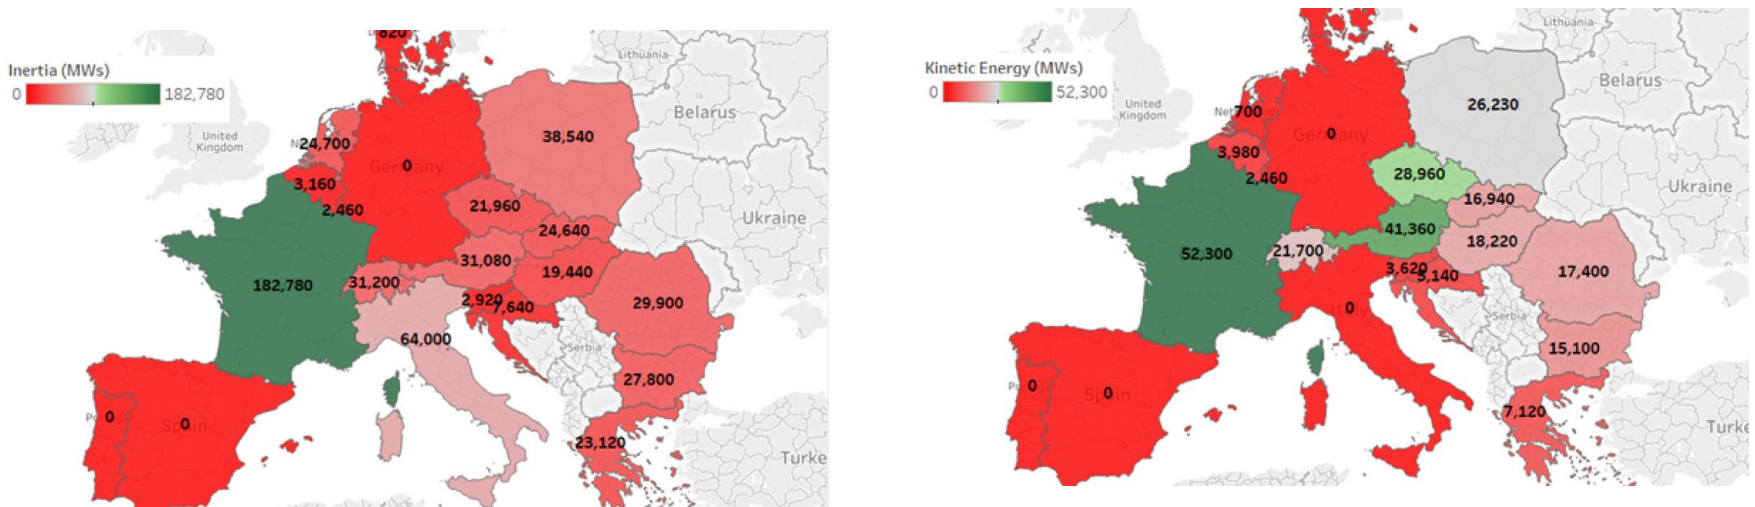 820
Lithuania
Inertia (MWs)
0
182,780
Belarus
United
Kingdom
38,540
24,700
Germany
0
3,160
2,460
21,960
Ukraine
24,640
31,080
182,780
31,200
19,440
2,920
7,640
29,900
64,000
Serbia
27,800
0
Spain
0
23,120
Turke
Lithuania
Kinetic Energy (MWs)
0
52,300
Belarus
United
Kingdom
26,230
700
Germany
0
3,980
2,460
28,960
Ukraine
16,940
41,360
18,220
52,300
21,700
3,620
5,140
17,400
0
Serbia
15,100
0
Spain
0
7,120
Turke